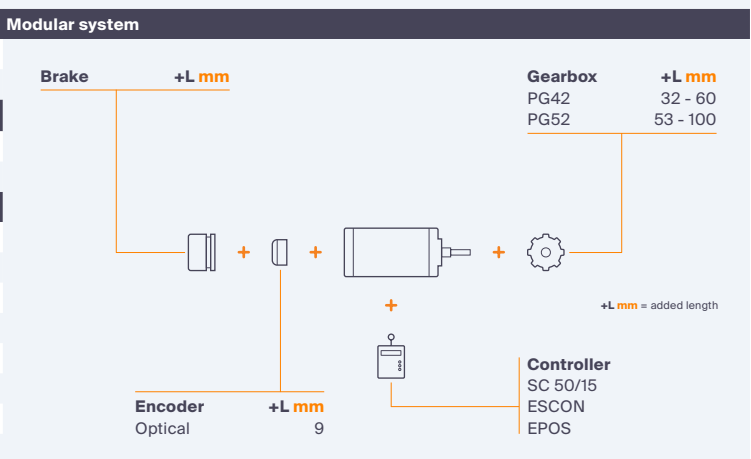 Modular system
Brake +L mm
Gearbox +L mm
PG42 32 - 60
PG52 53 - 100
+L mm = added length
Controller
SC 50/15
ESCON
EPOS
Encoder +L mm
Optical 9